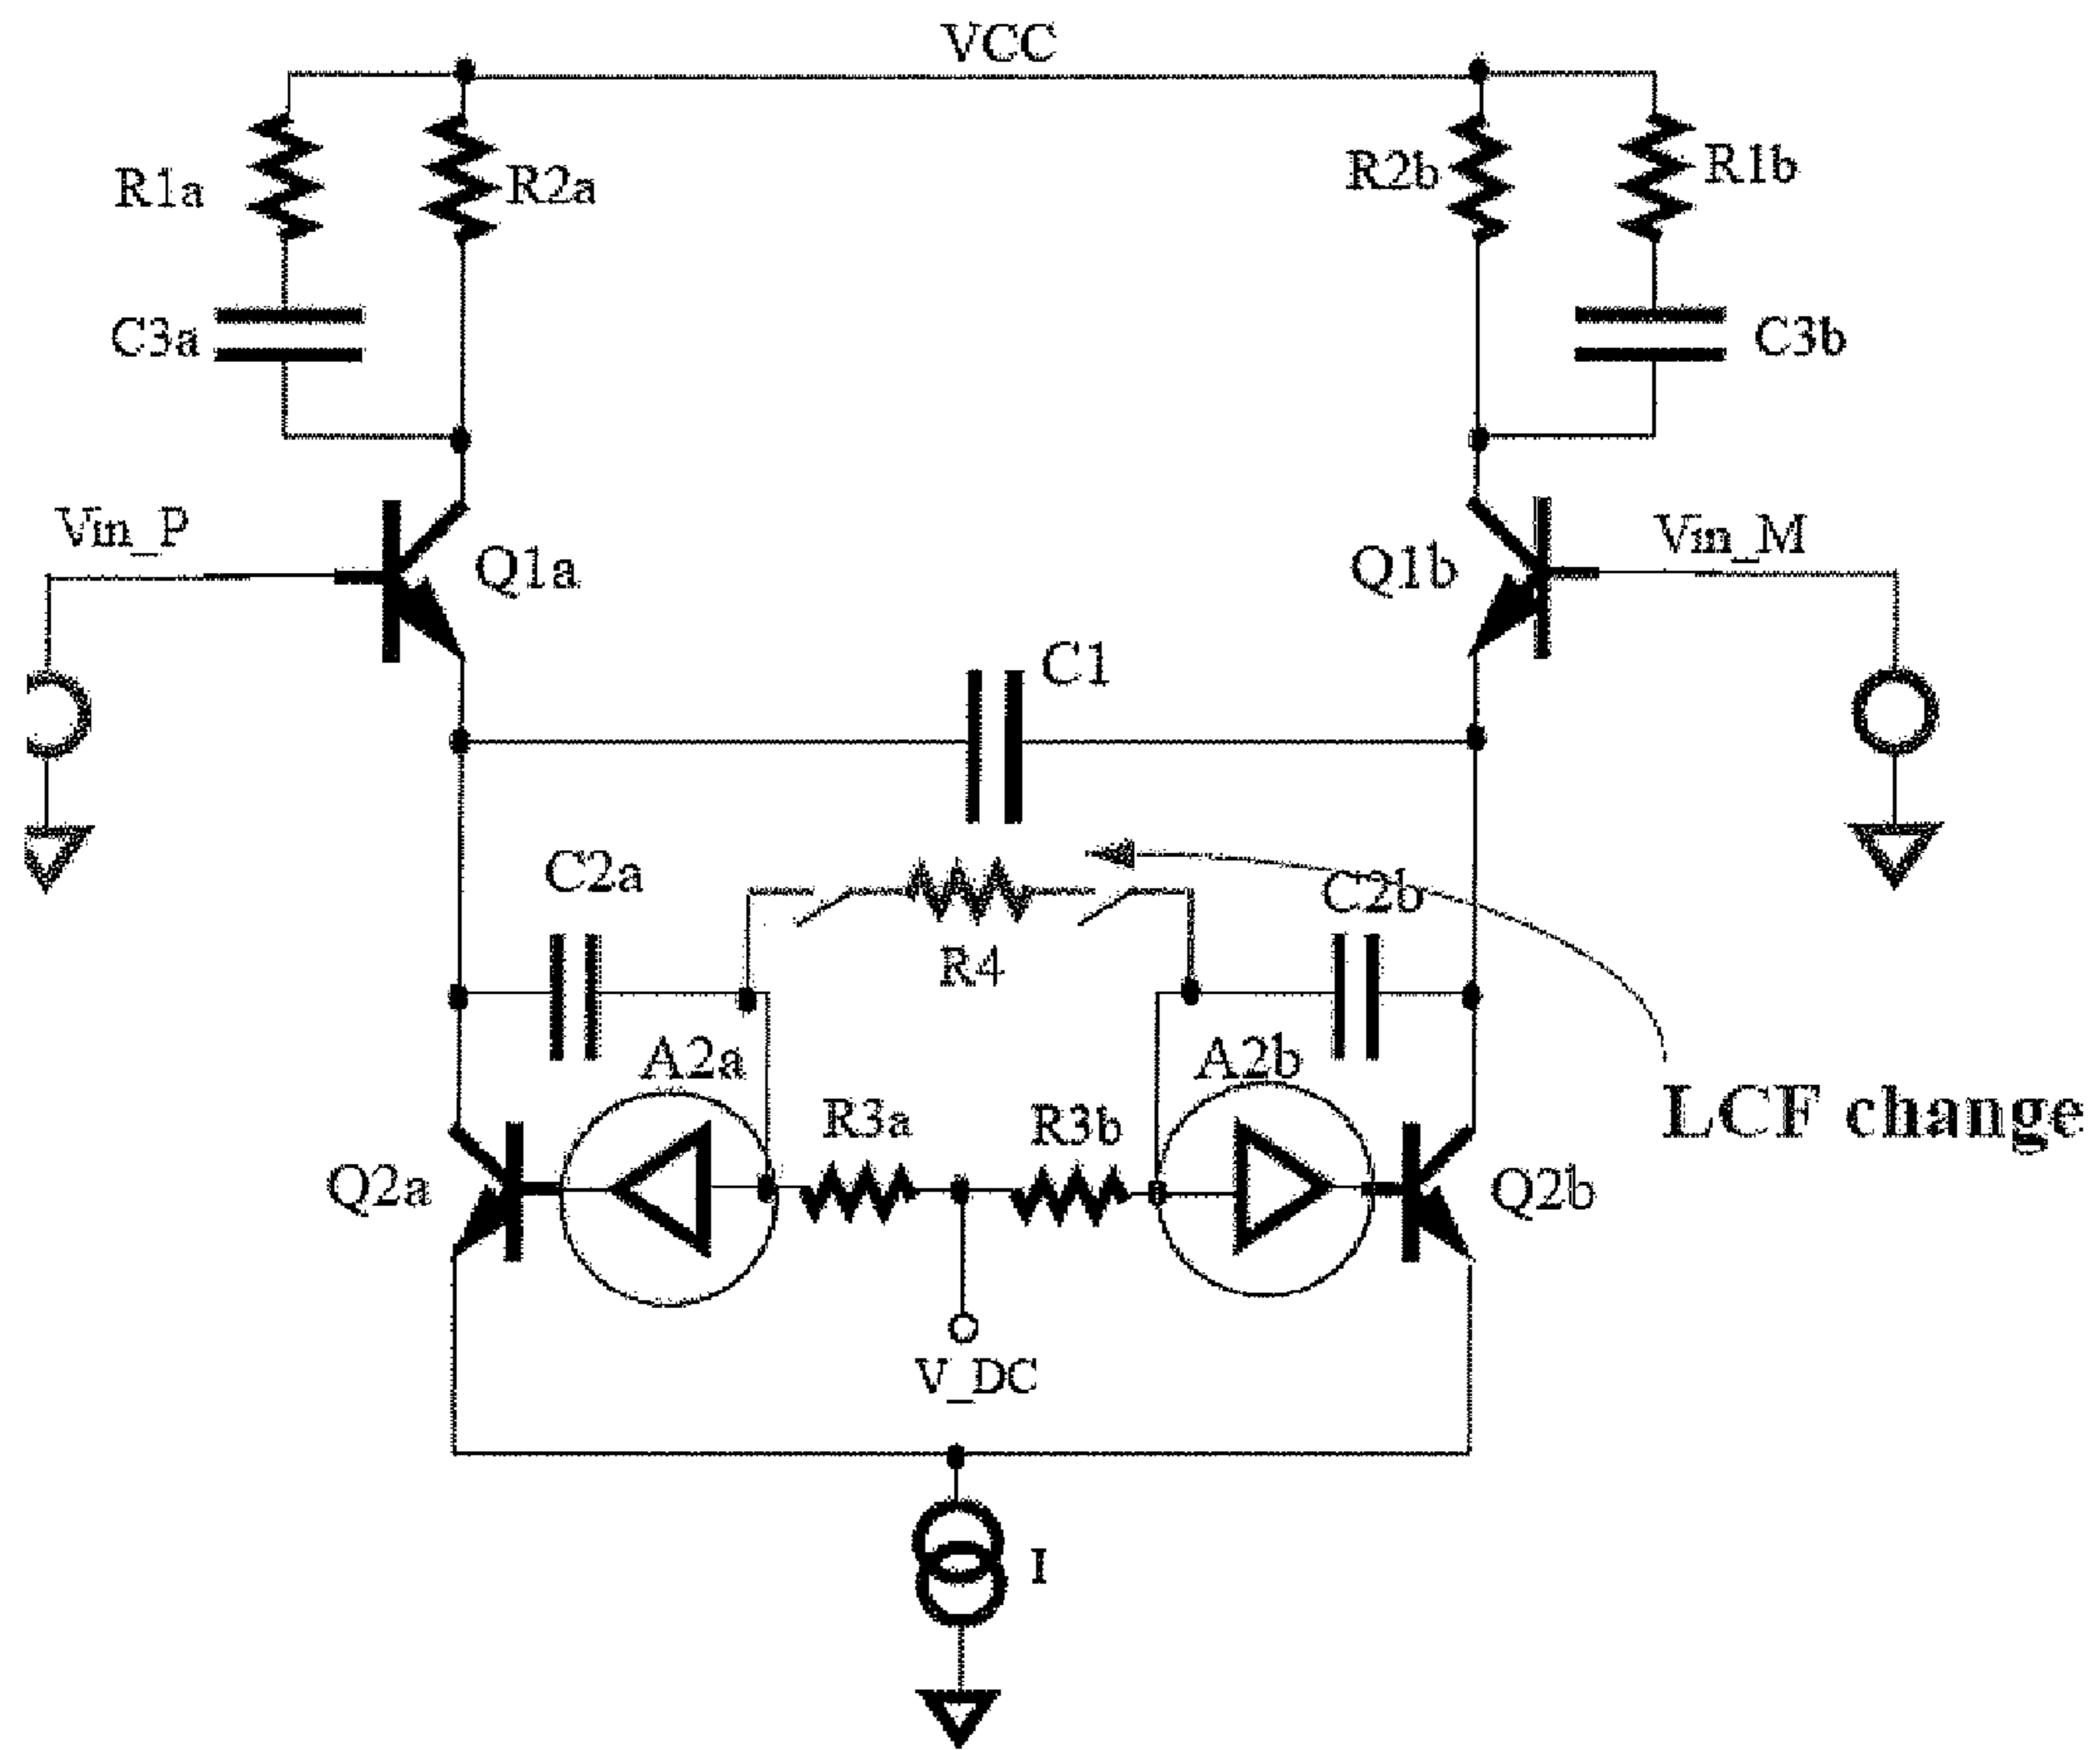 VCC
R1a
R2a
R2b
R1b
C3a
C3b
Vin_P
Q1a
Q1b
Vin_M
C1
C2a
C2b
R4
A2a
A2b
R3a
R3b
LCF change
Q2a
Q2b
V_DC
I